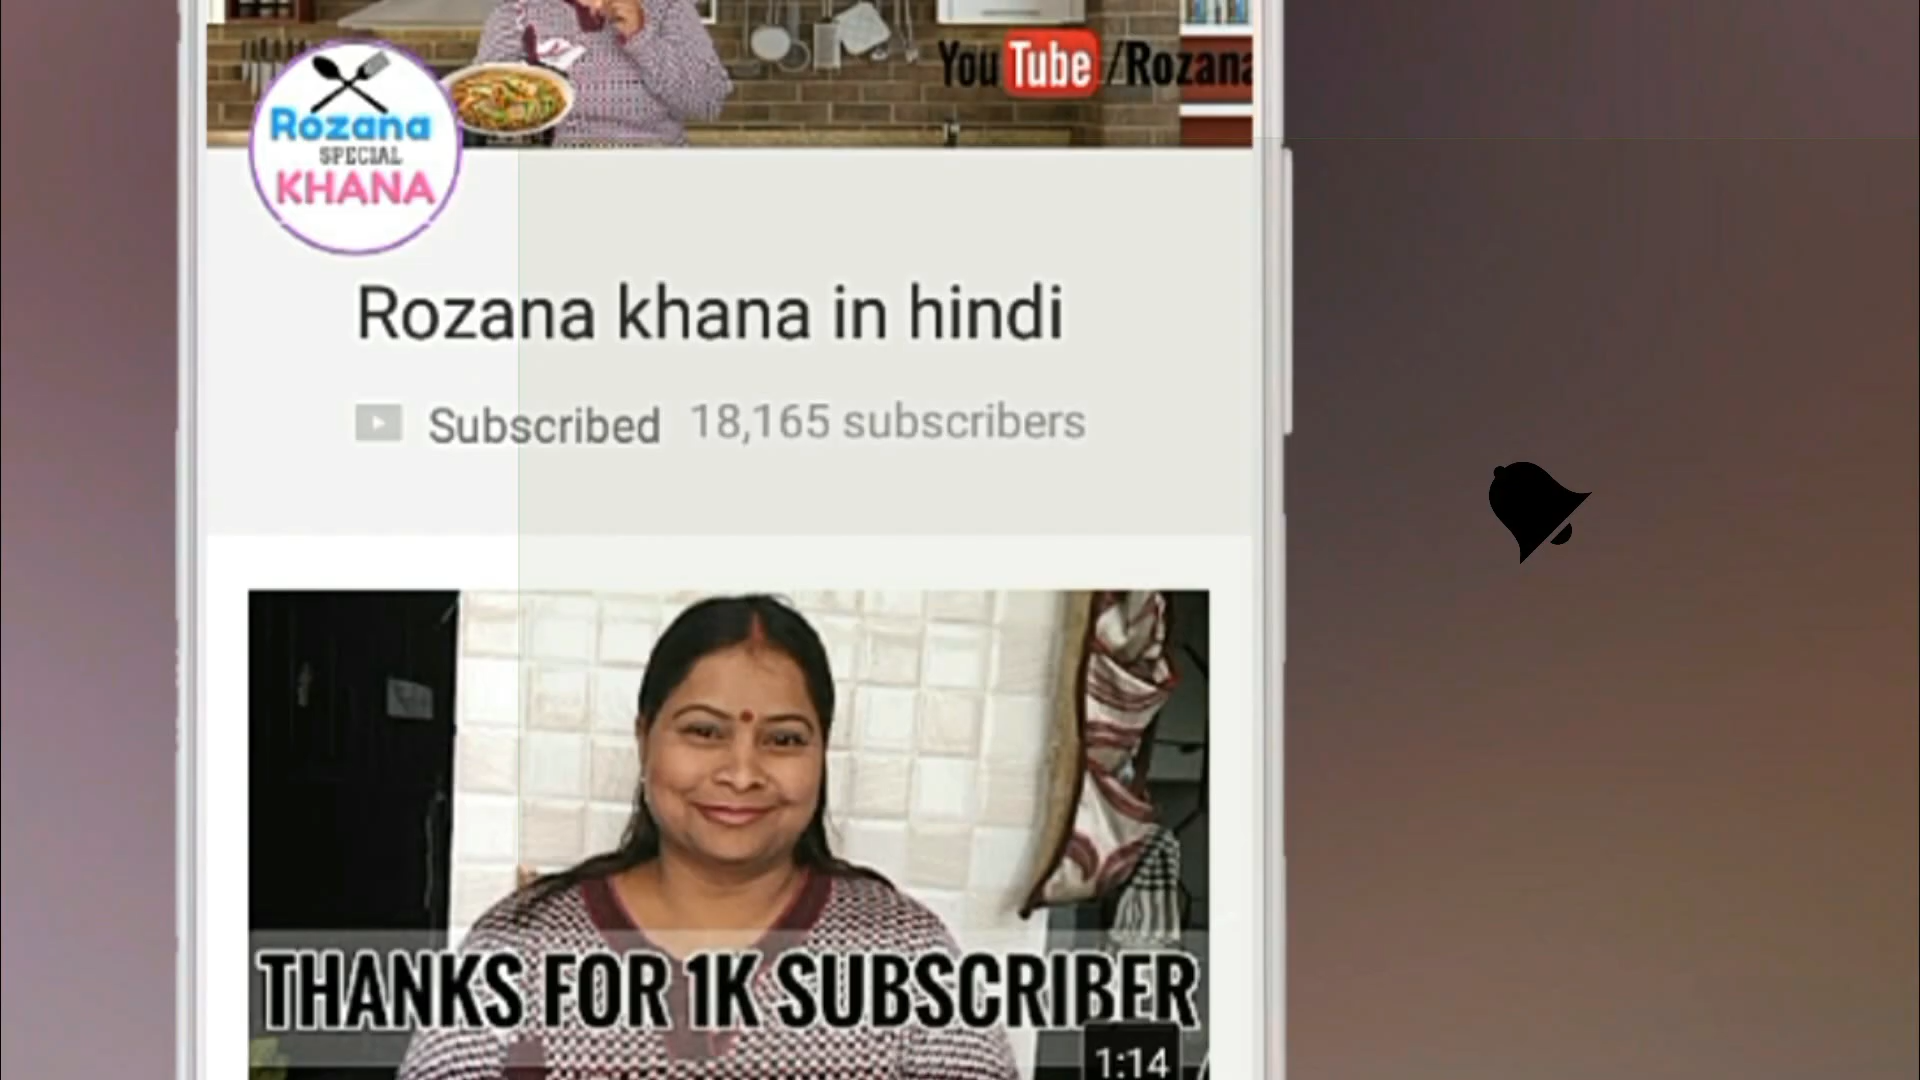 YouTube/Rozana
Rozana
SPECIAL
KHANA
Rozana khana in hindi
Subscribed 18,165 subscribers
THANKS FOR 1K SUBSCRIBER
1:14